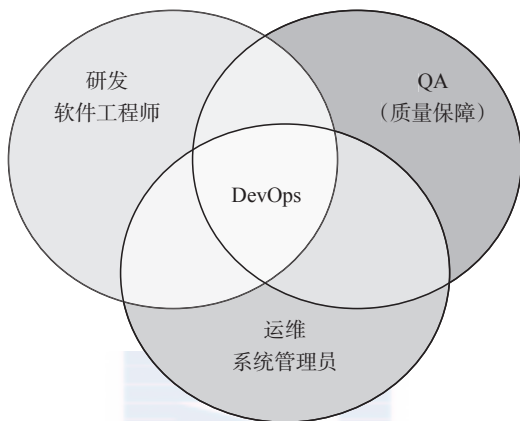 研发
软件工程师
QA
（质量保障）
DevOps
运维
系统管理员